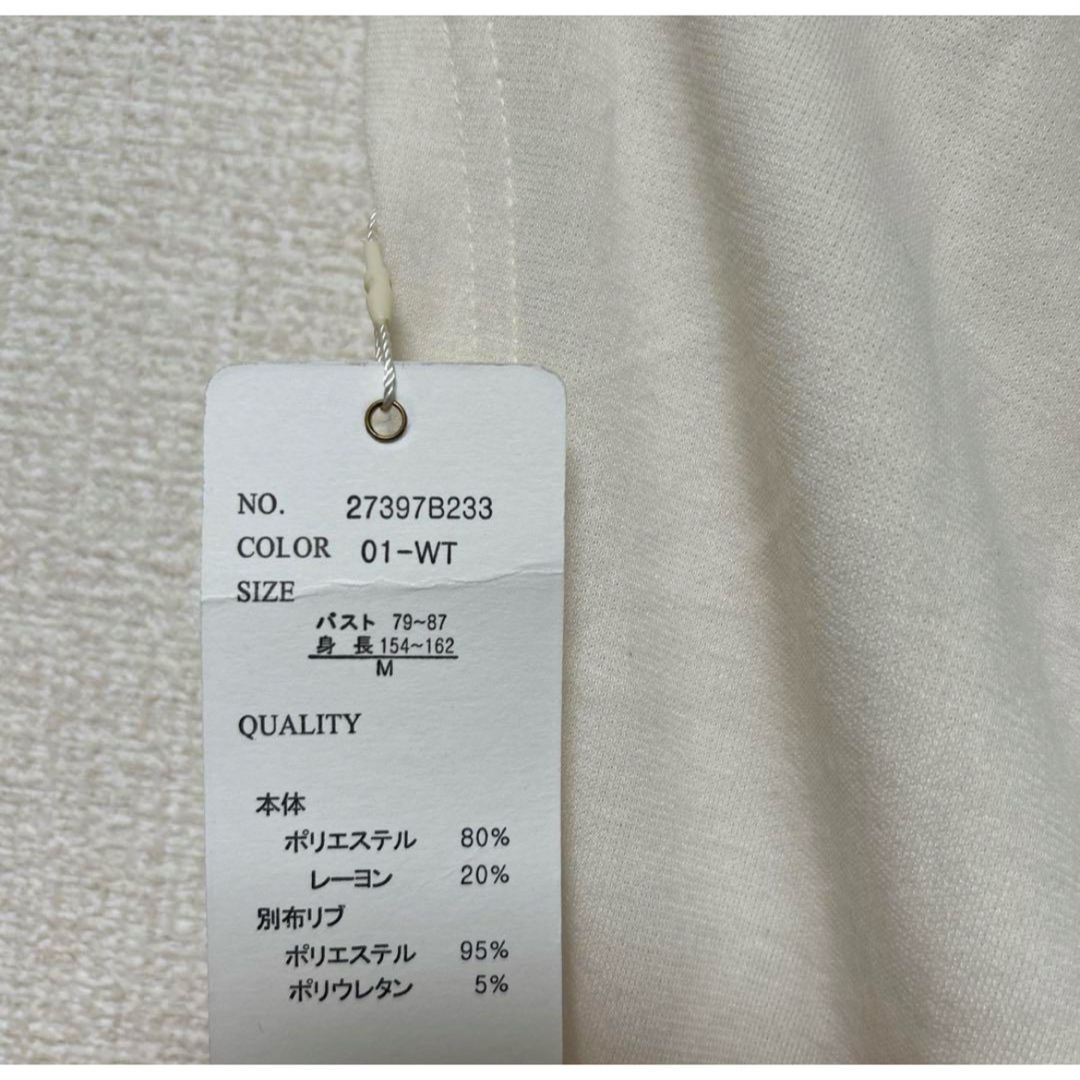 NO. 27397B233
COLOR 01-WT
SIZE
バスト 79~87
身 長 154~162
M
QUALITY
本体
ポリエステル 80%
レーヨン 20%
別布リブ
ポリエステル 95%
ポリウレタン 5%